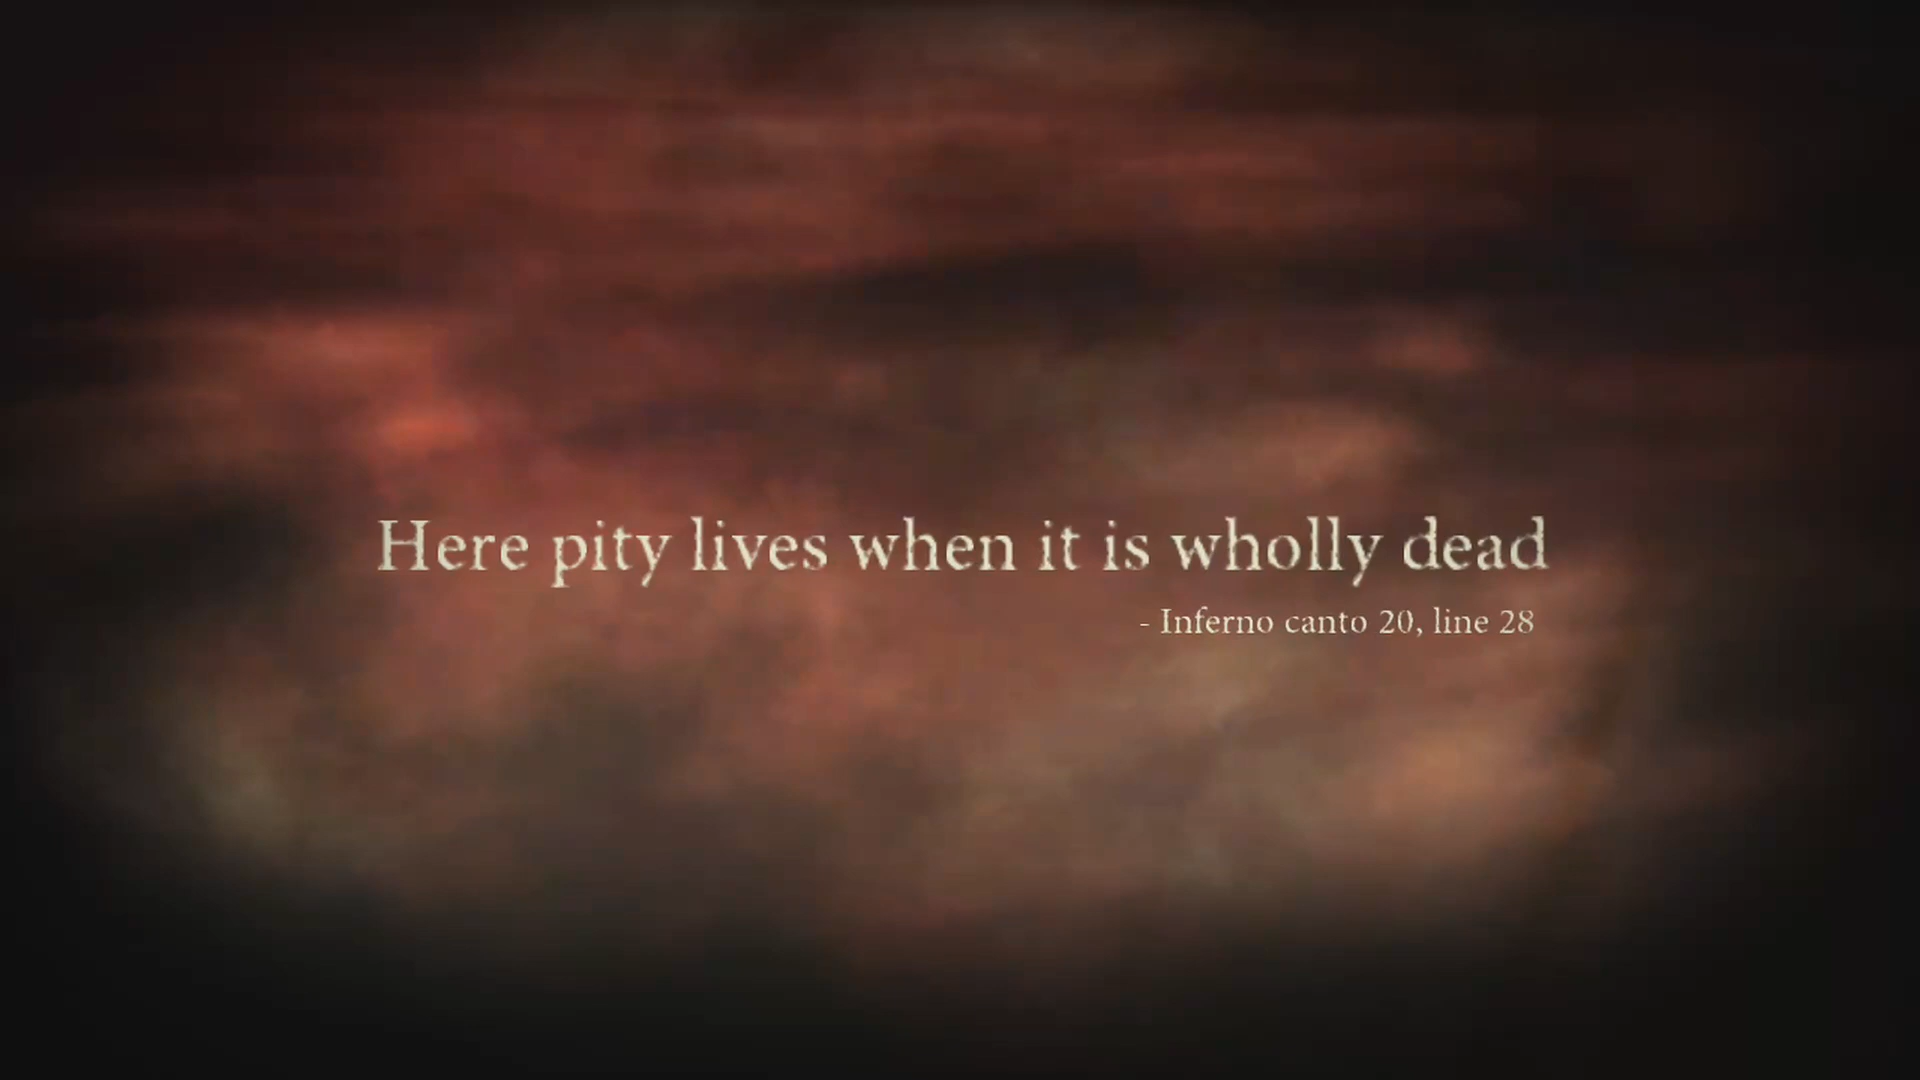 Here pity lives when it is wholly dead
- Inferno canto 20, line 28